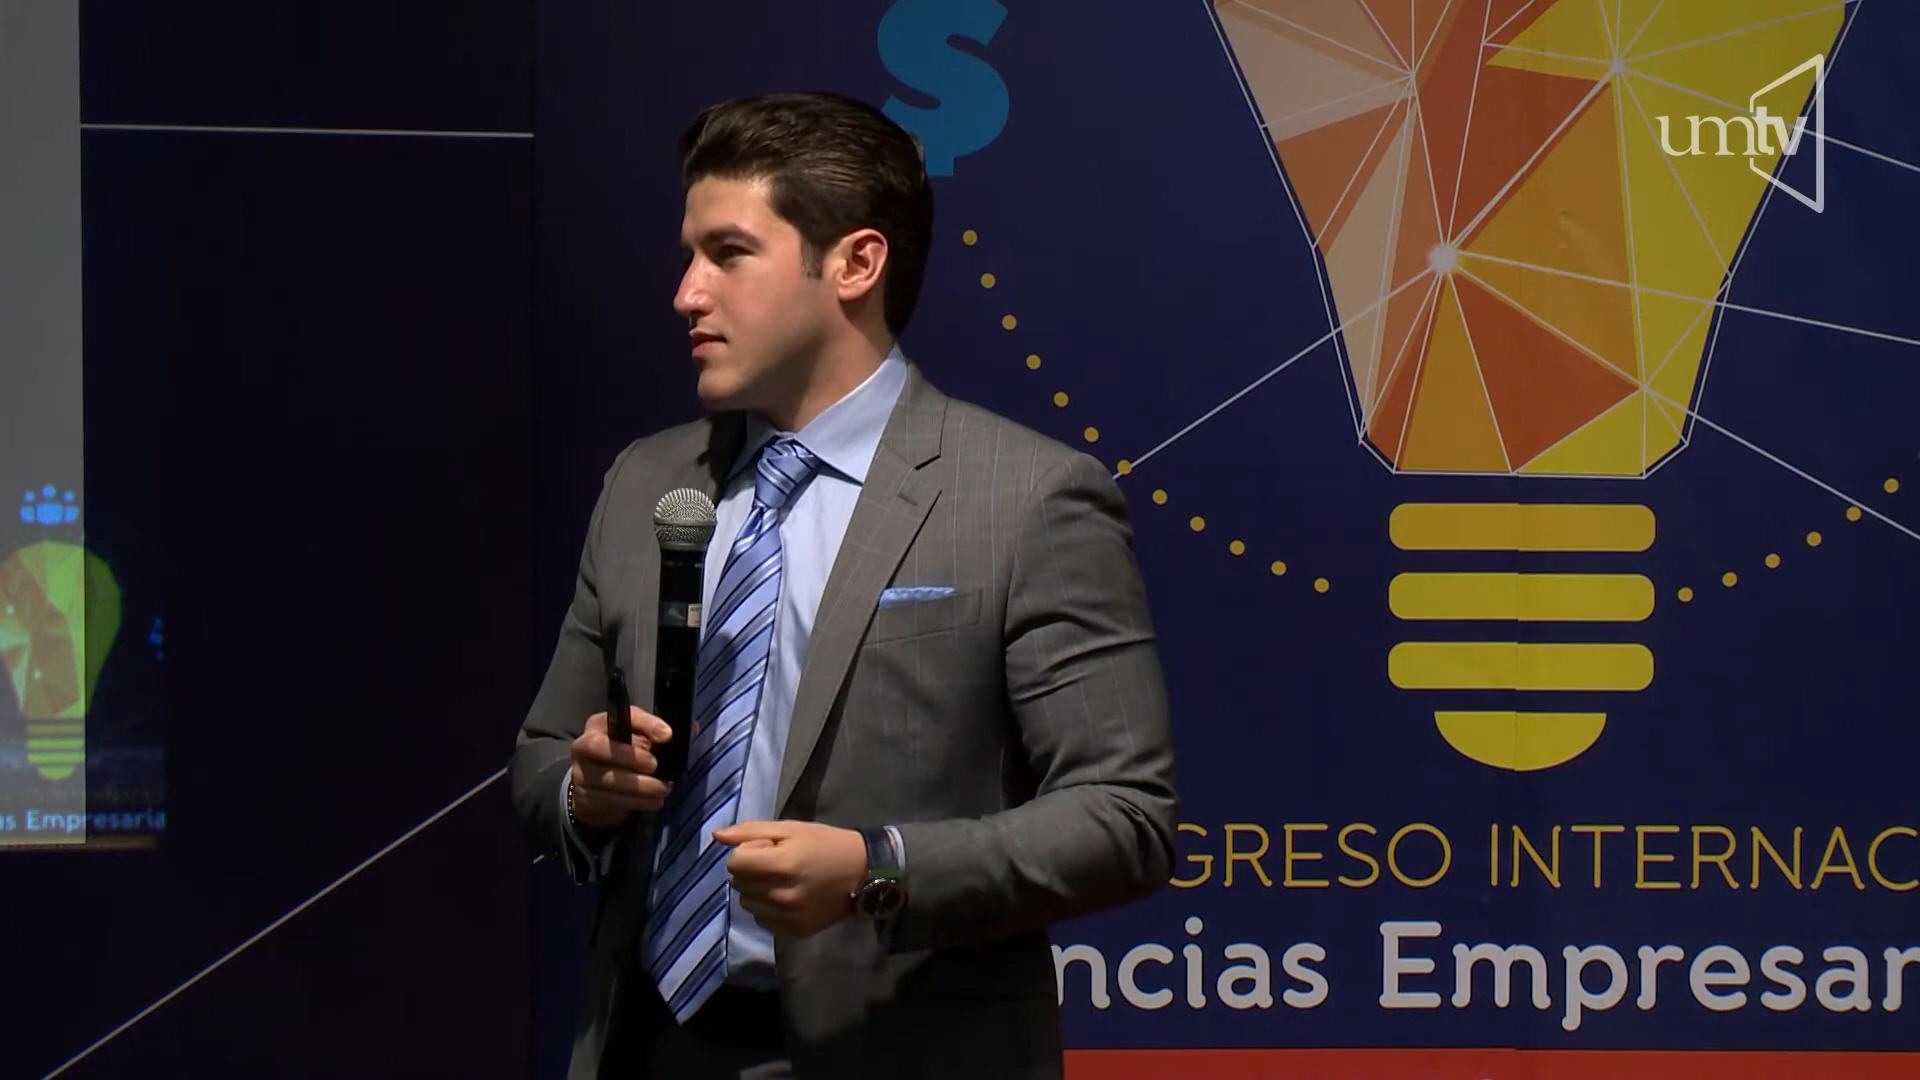 $
umtv
GRESO INTERNAC
ncias Empresar
as Empresaria